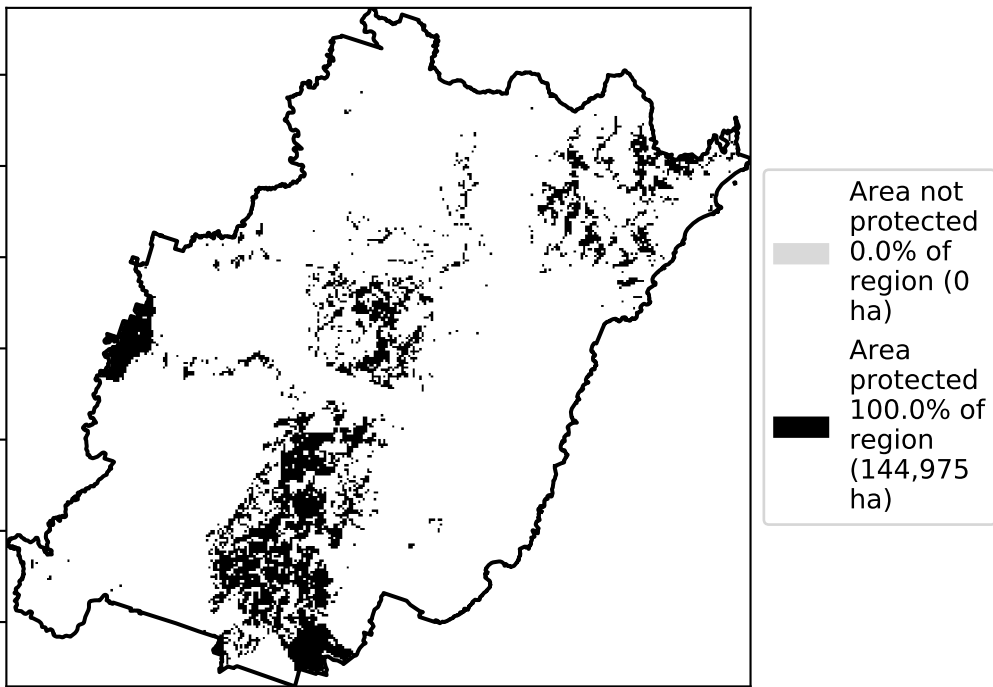 Area not
protected
0.0% of
region (0
ha)
Area
protected
100.0% of
region
(144,975
ha)